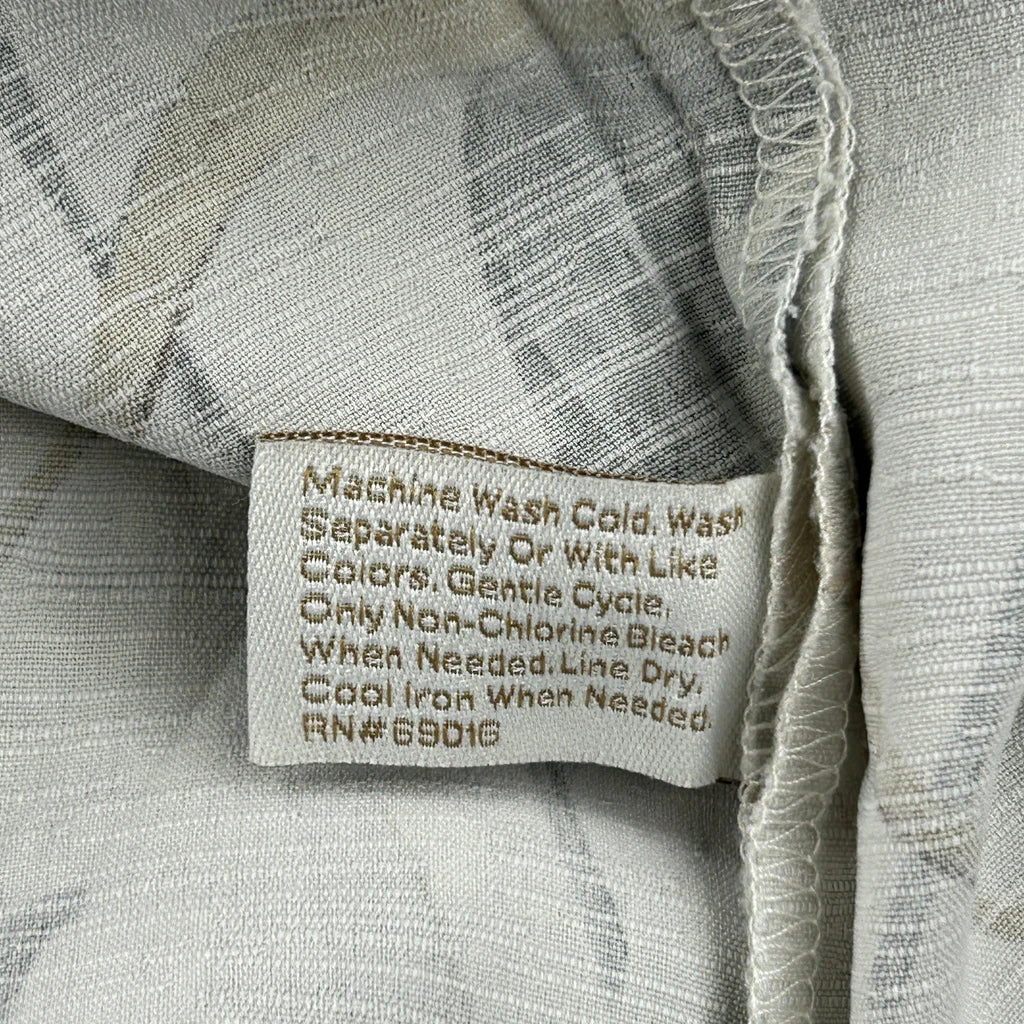 Machine Wash Cold. Wash
Separately Or With Like
Colors. Gentle Cycle.
Only Non-Chlorine Bleach
When Needed. Line Dry.
Cool Iron When Needed.
RN# 69016